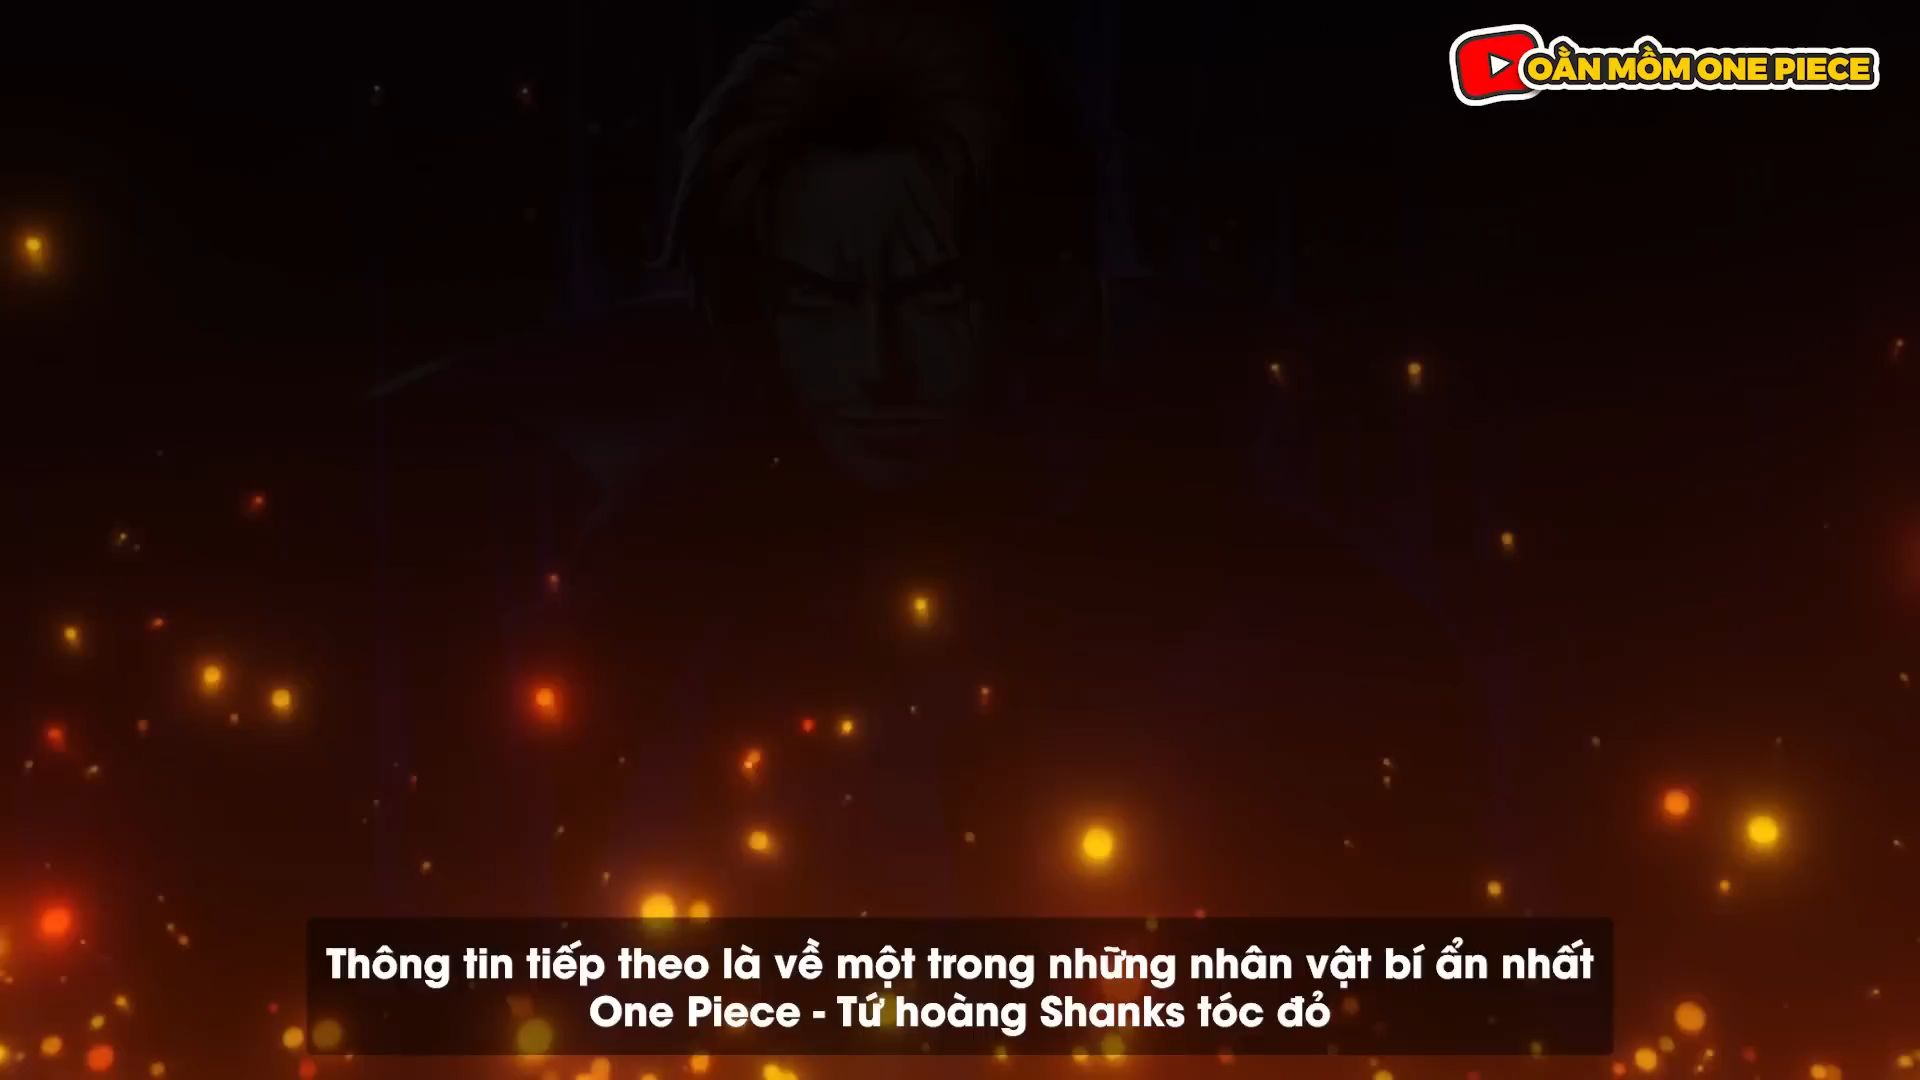 OẰN MỒM ONE PIECE
Thông tin tiếp theo là về một trong những nhân vật bí ẩn nhất
One Piece - Tứ hoàng Shanks tóc đỏ